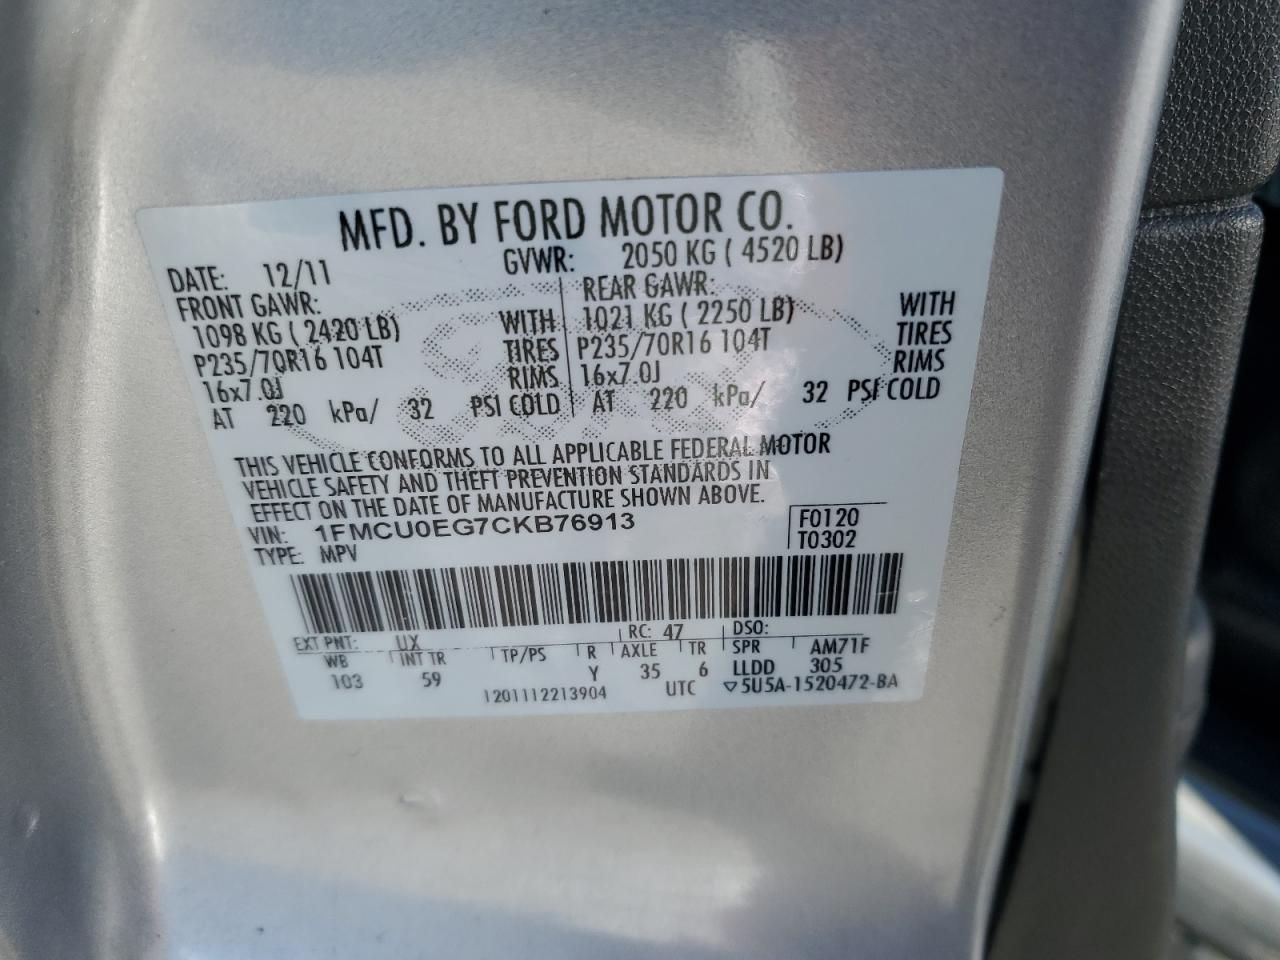 MFD. BY FORD MOTOR CO.
DATE: 12/11 GVWR: 2050 KG ( 4520 LB)
FRONT GAWR: REAR GAWR:
1098 KG ( 2420 LB) WITH 1021 KG ( 2250 LB) WITH
P235/70R16 104T TIRES P235/70R16 104T TIRES
16x7.0J RIMS 16x7.0J RIMS
AT 220 kPa/ 32 PSI COLD AT 220 kPa/ 32 PSI COLD
THIS VEHICLE CONFORMS TO ALL APPLICABLE FEDERAL MOTOR
VEHICLE SAFETY AND THEFT PREVENTION STANDARDS IN
EFFECT ON THE DATE OF MANUFACTURE SHOWN ABOVE.
VIN: 1FMCU0EG7CKB76913 F0120
TYPE: MPV T0302
EXT PNT: UX RC: 47 DSO:
WB INT TR TP/PS R AXLE TR SPR AM71F
103 59 Y 35 6 LLDD 305
1201112213904 UTC ▽5U5A-1520472-BA